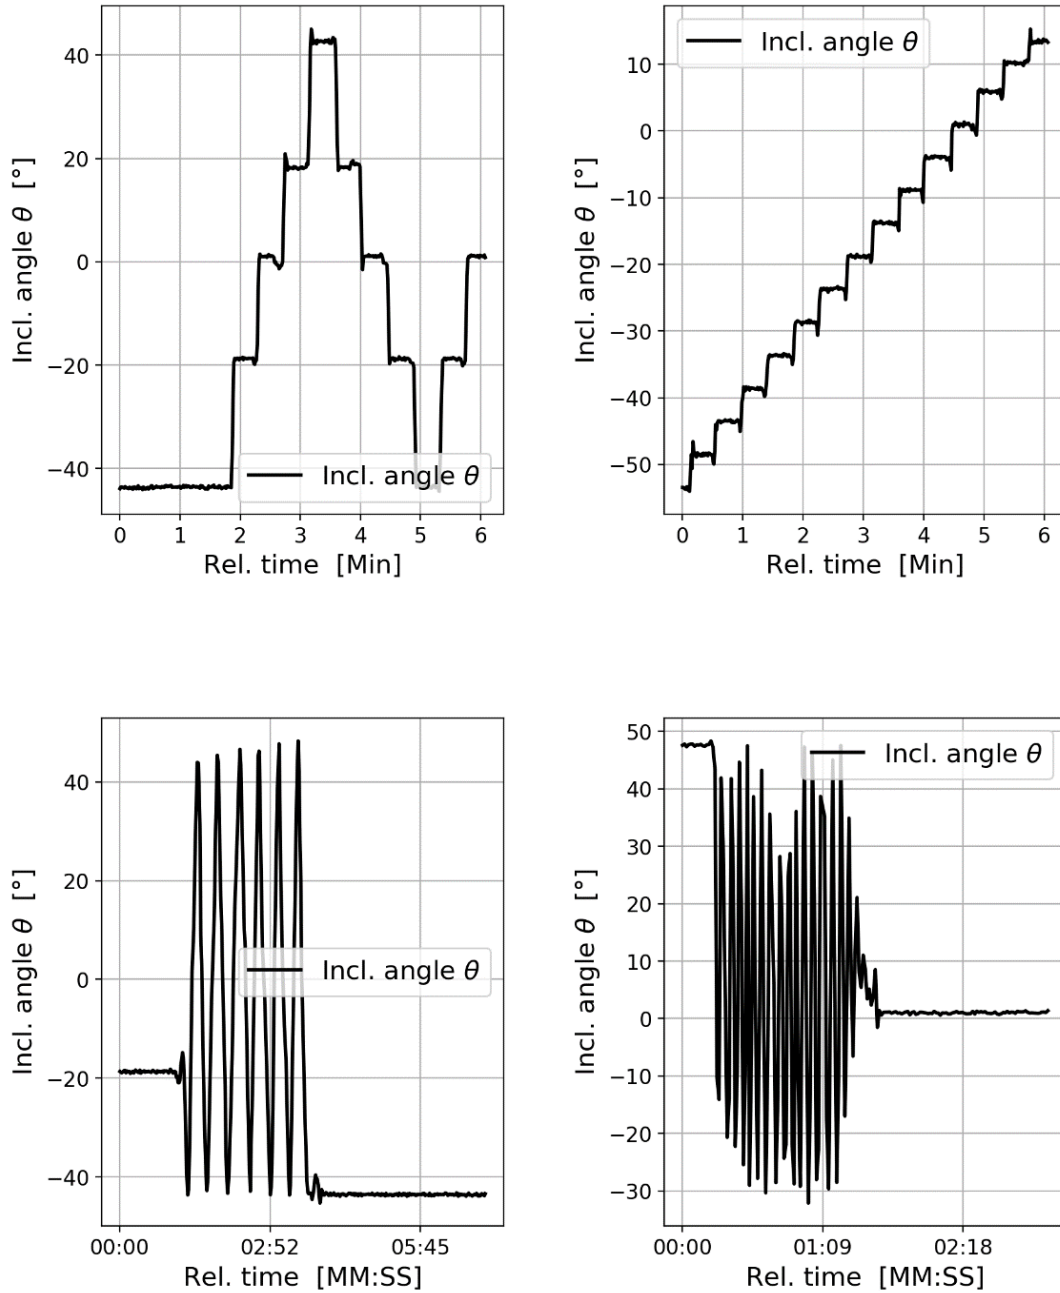 40
20
0
−20
−40
Incl. angle θ [°]
Incl. angle θ
0 1 2 3 4 5 6
Rel. time [Min]
Incl. angle θ
10
0
−10
−20
−30
−40
−50
Incl. angle θ [°]
0 1 2 3 4 5 6
Rel. time [Min]
40
20
0
−20
−40
Incl. angle θ [°]
Incl. angle θ
00:00 02:52 05:45
Rel. time [MM:SS]
50
40
30
20
10
0
−10
−20
−30
Incl. angle θ [°]
Incl. angle θ
00:00 01:09 02:18
Rel. time [MM:SS]